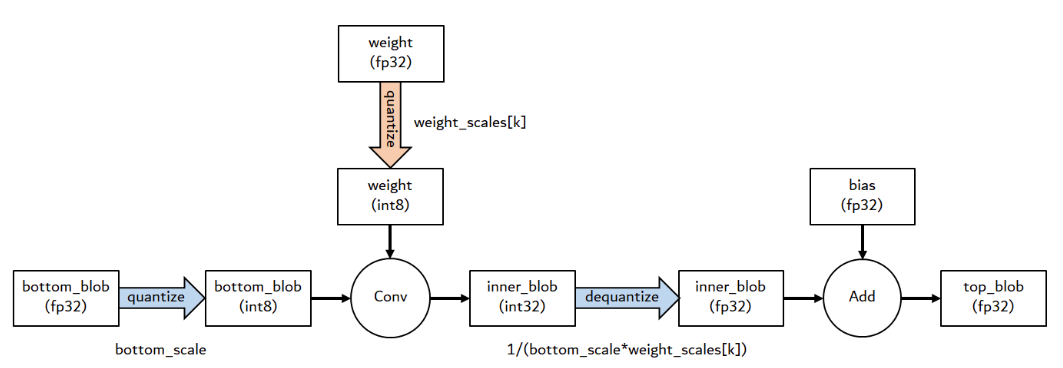 weight
(fp32)
quantize
weight_scales[k]
weight
(int8)
bias
(fp32)
bottom_blob
(fp32)
quantize
bottom_blob
(int8)
Conv
inner_blob
(int32)
dequantize
inner_blob
(fp32)
Add
top_blob
(fp32)
bottom_scale
1/(bottom_scale*weight_scales[k])